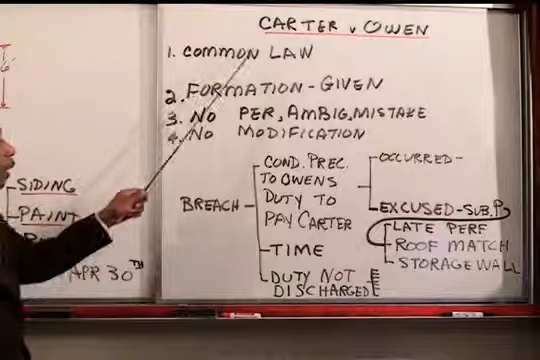 6'
SIDING
PAINT
APR 30TH
CARTER v. OWEN
1. COMMON LAW
2. FORMATION - GIVEN
3. NO PER, AMBIG, MISTAKE
4. NO MODIFICATION
BREACH
COND. PREC.
TO OWENS
DUTY TO
PAY CARTER
OCCURRED -
EXCUSED - SUB. P.
LATE PERF
ROOF MATCH
STORAGE WALL
TIME
DUTY NOT
DISCHARGED